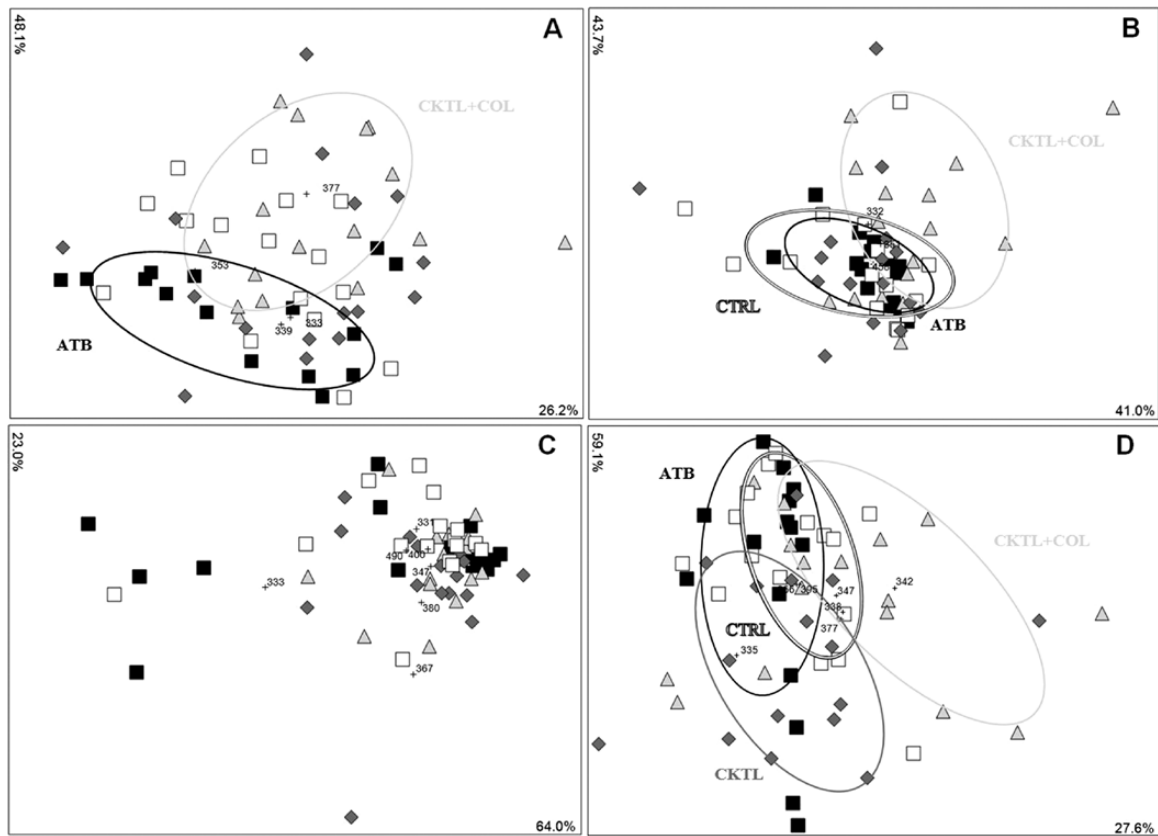 48.1%
A
CKTL+COL
377
353
339
333
ATB
26.2%
43.7%
B
CKTL+COL
332
CTRL
ATB
41.0%
23.0%
C
331
490
400
347
333
380
367
64.0%
59.1%
D
ATB
CKTL+COL
395
347
342
338
377
CTRL
335
CKTL
27.6%